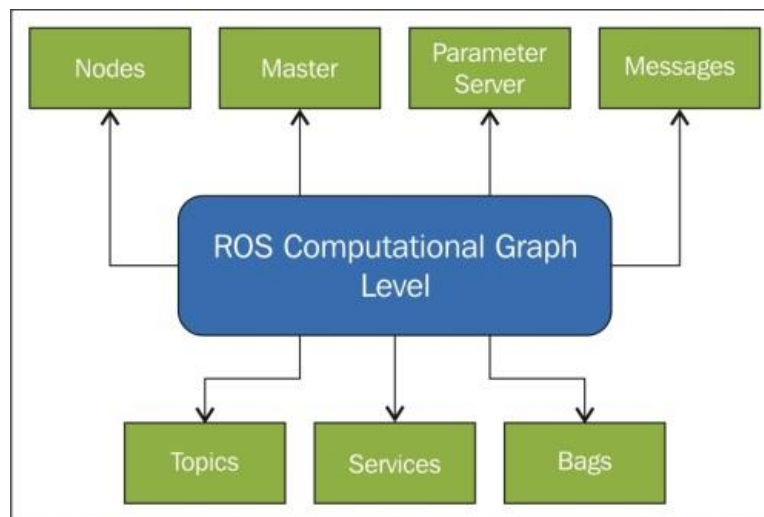 Nodes
Master
Parameter
Server
Messages
ROS Computational Graph
Level
Topics
Services
Bags